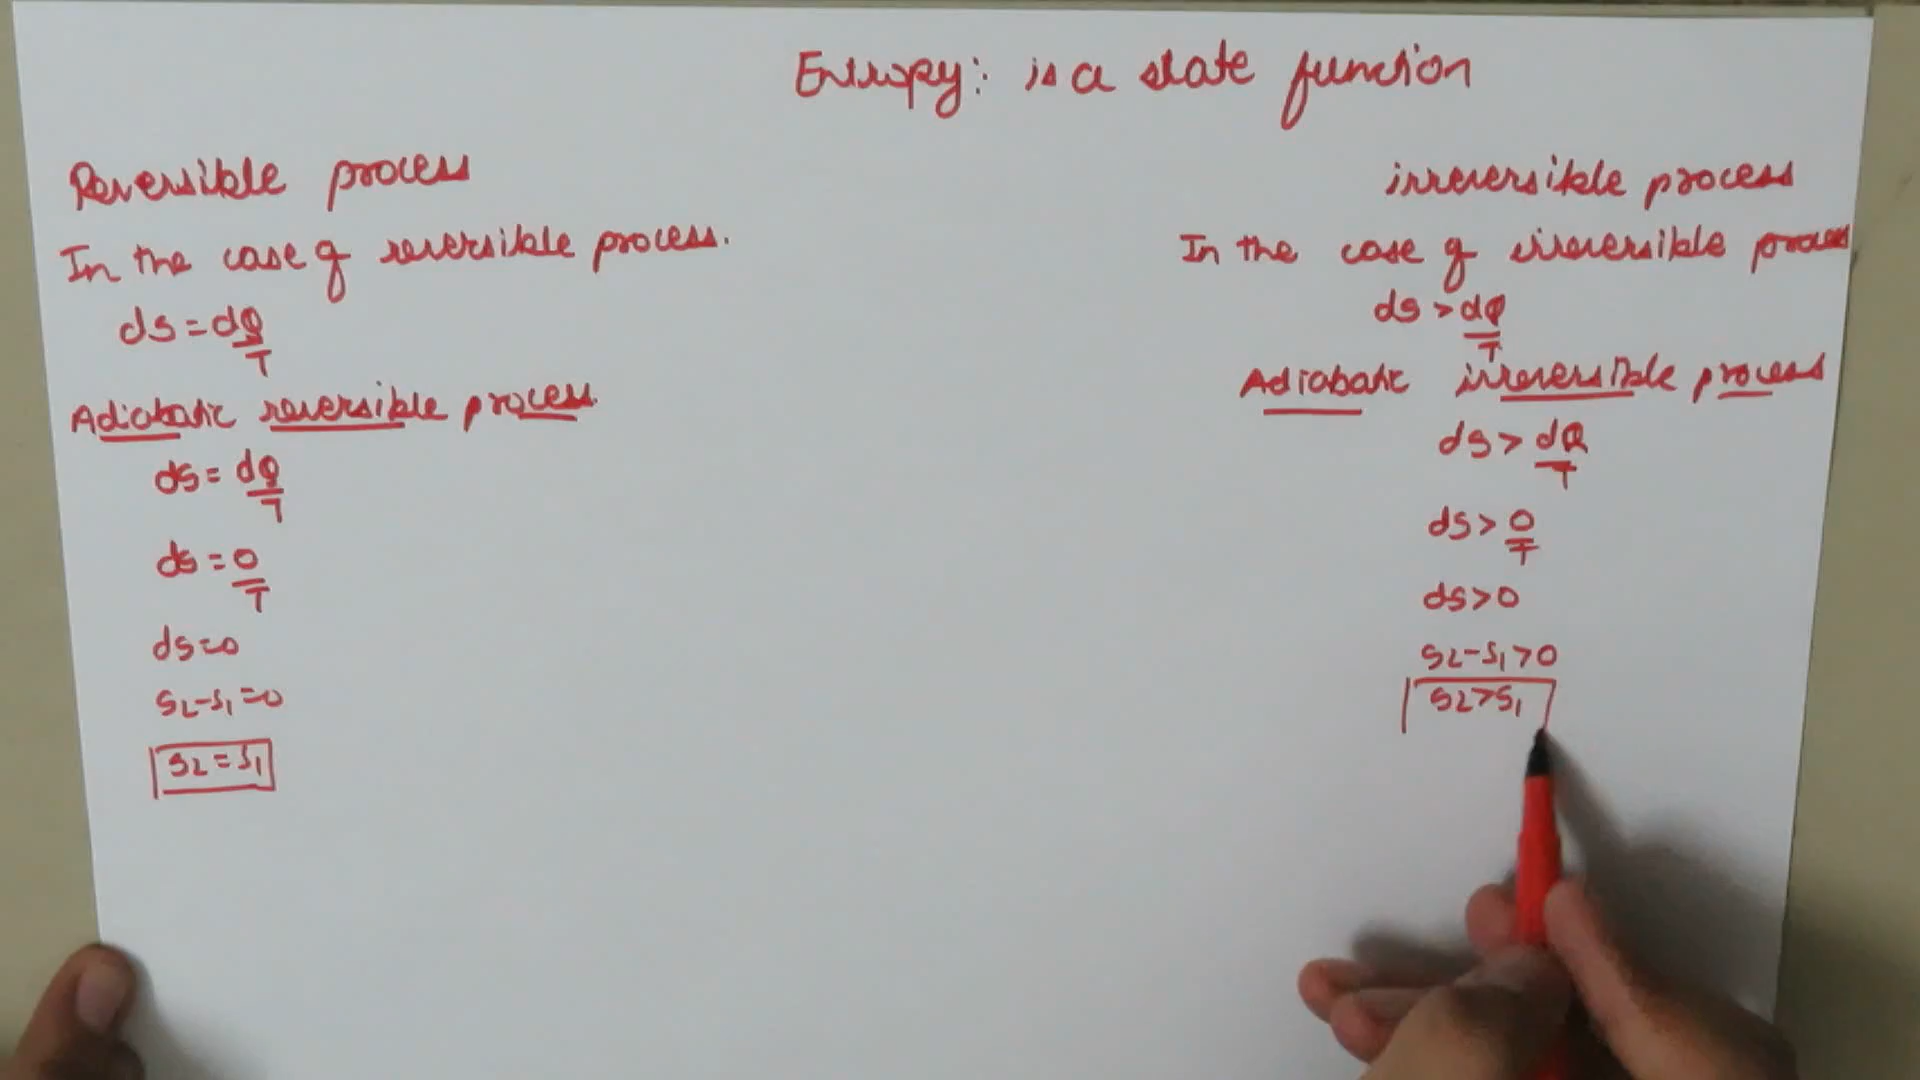 Entropy: is a state function
Reversible process
In the case of reversible process.
ds = dQ/T
Adiabatic reversible process.
ds = dQ/T
ds = 0/T
ds=0
S2-S1=0
S2=S1
irreversible process
In the case of irreversible process
ds > dQ/T
Adiabatic irreversible process
ds > dQ/T
ds > 0/T
ds>0
S2-S1>0
S2>S1